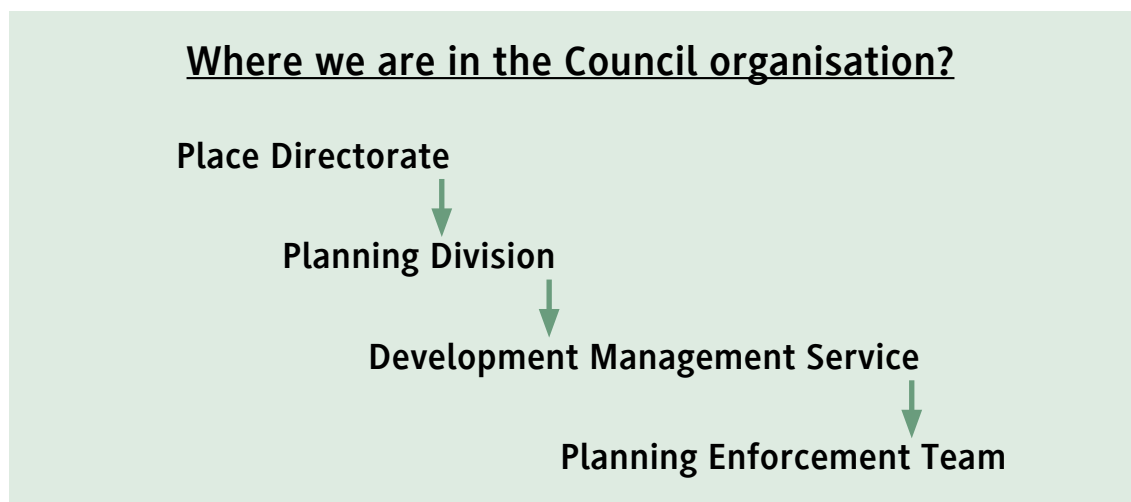 Where we are in the Council organisation?
Place Directorate
Planning Division
Development Management Service
Planning Enforcement Team